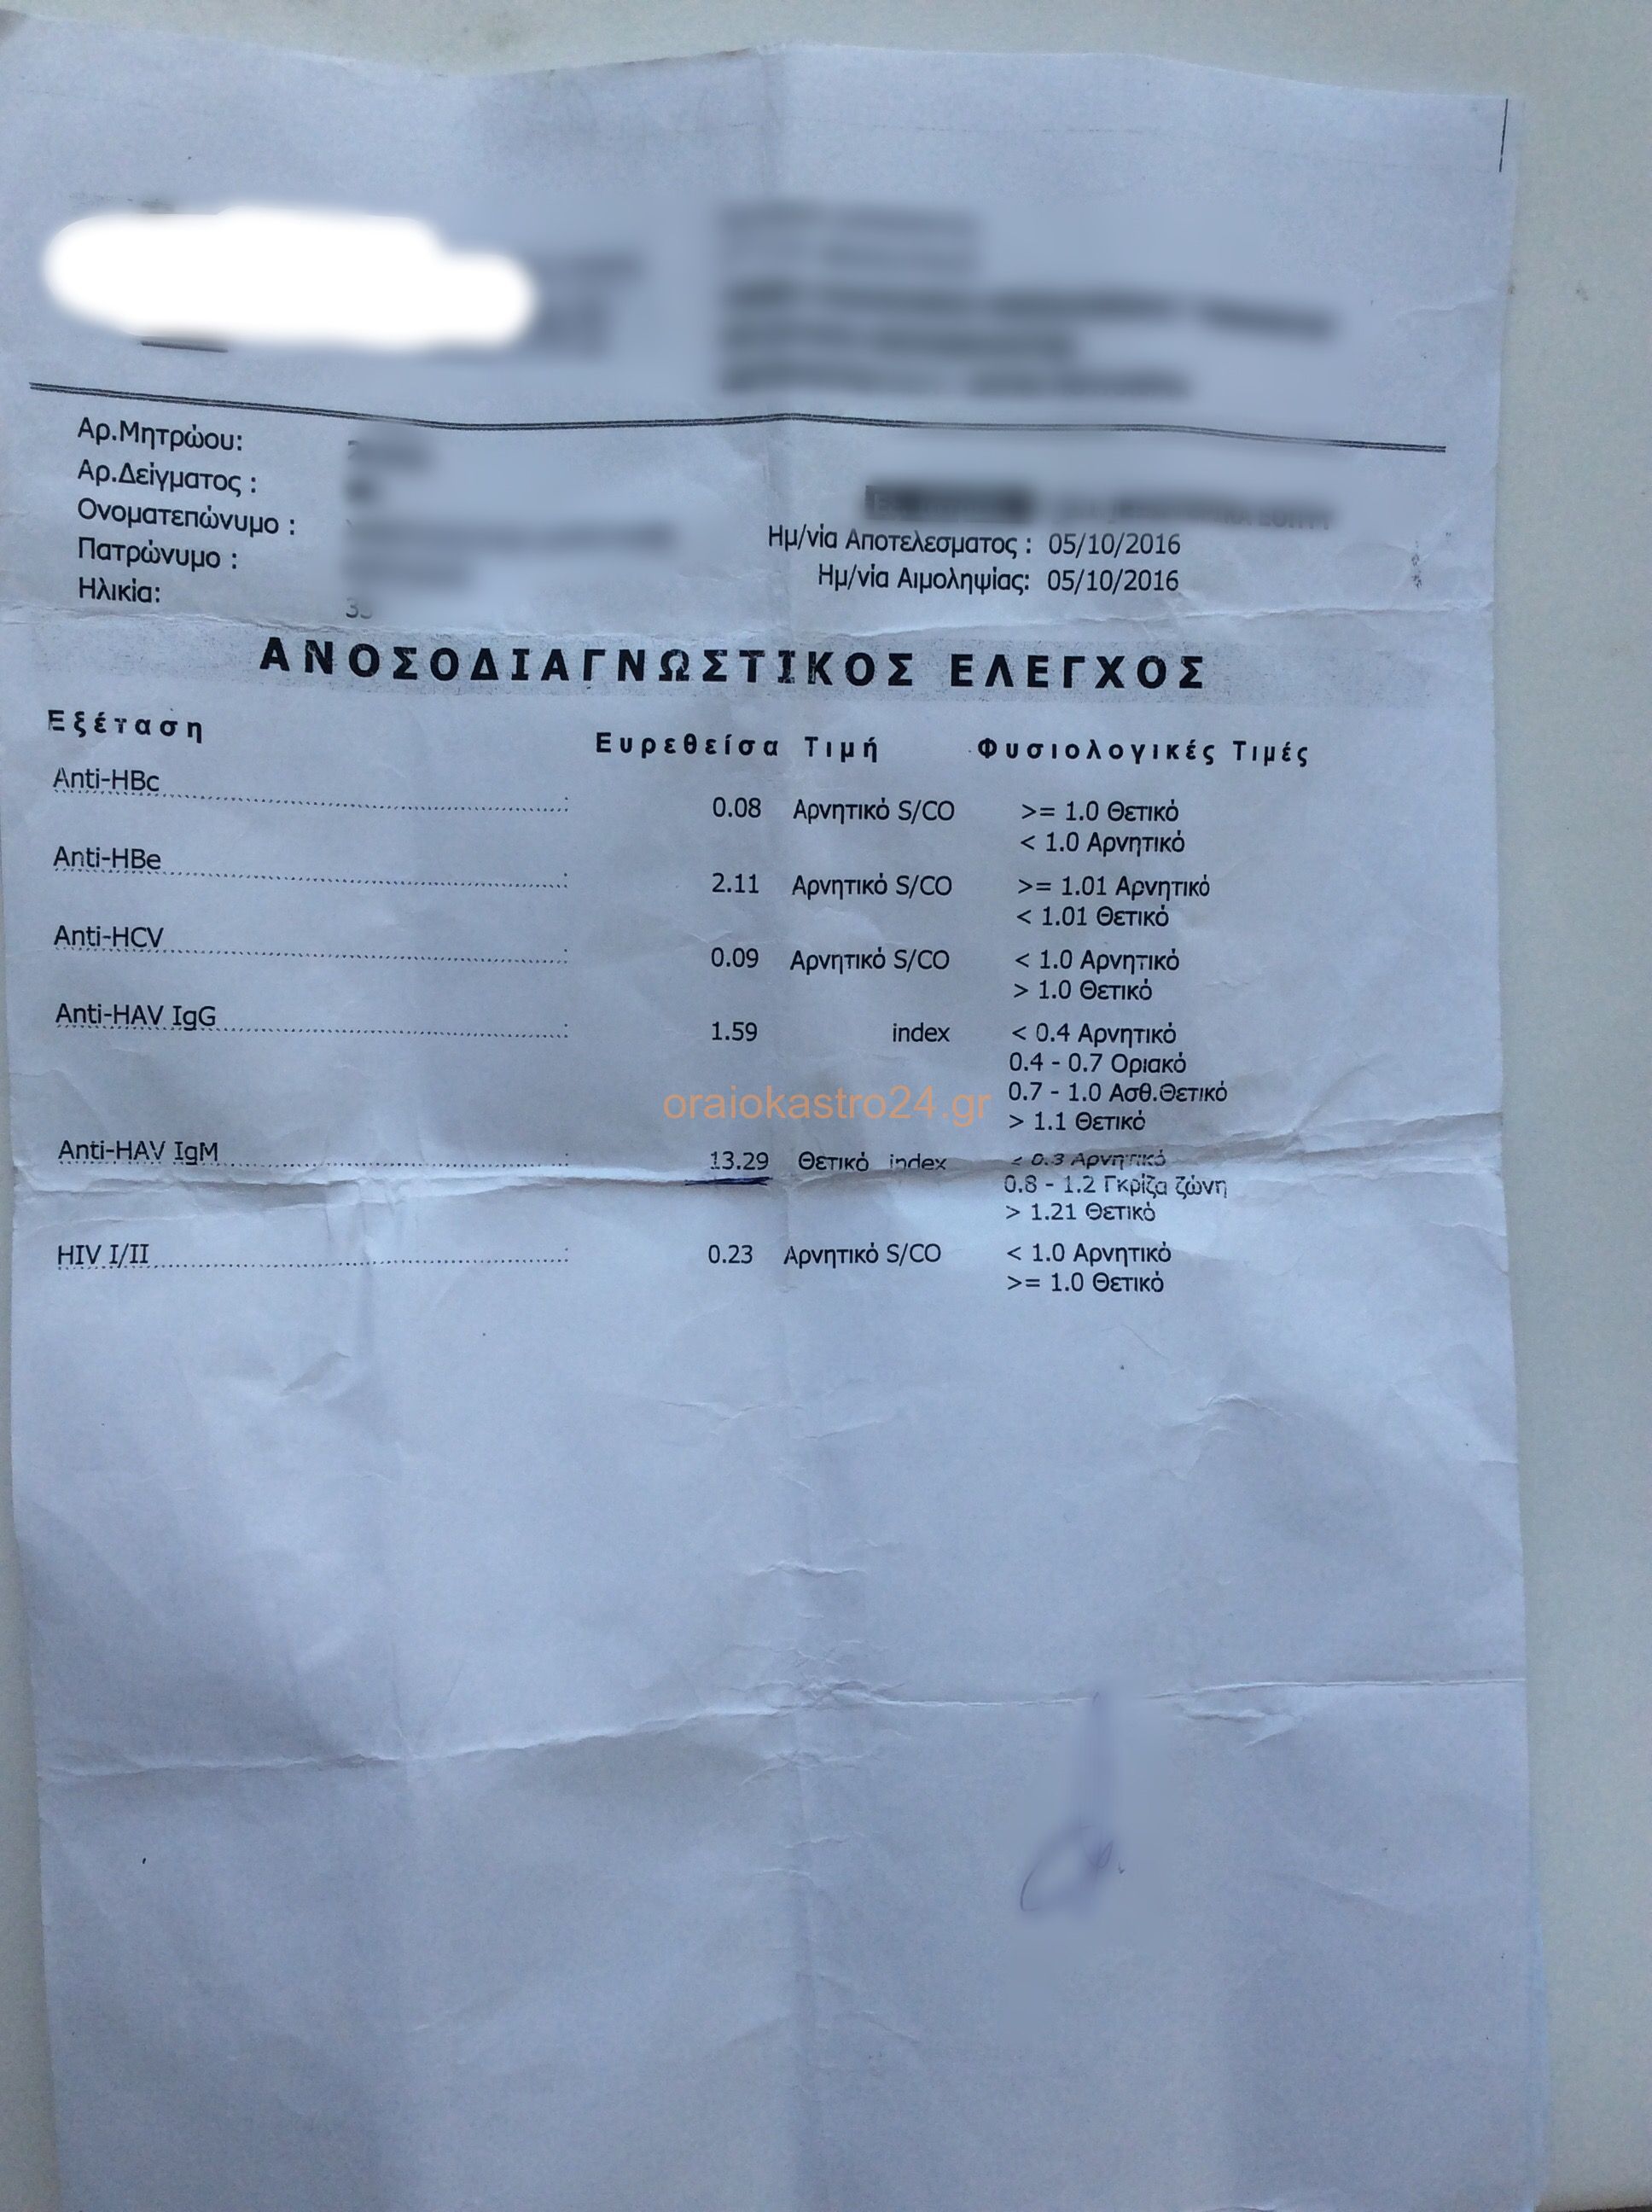 Αρ.Μητρώου:
Αρ.Δείγματος :
Ονοματεπώνυμο :
Πατρώνυμο :
Ηλικία:
Ημ/νία Αποτελεσματος : 05/10/2016
Ημ/νία Αιμοληψίας: 05/10/2016
ΑΝΟΣΟΔΙΑΓΝΩΣΤΙΚΟΣ ΕΛΕΓΧΟΣ
Εξέταση Ευρεθείσα Τιμή Φυσιολογικές Τιμές
Anti-HBc : 0.08 Αρνητικό S/CO >= 1.0 Θετικό
< 1.0 Αρνητικό
Anti-HBe : 2.11 Αρνητικό S/CO >= 1.01 Αρνητικό
< 1.01 Θετικό
Anti-HCV : 0.09 Αρνητικό S/CO < 1.0 Αρνητικό
> 1.0 Θετικό
Anti-HAV IgG : 1.59 index < 0.4 Αρνητικό
0.4 - 0.7 Οριακό
0.7 - 1.0 Ασθ.Θετικό
oraiokastro24.gr
> 1.1 Θετικό
Anti-HAV IgM : 13.29 Θετικό index < 0.3 Αρνητικό
0.8 - 1.2 Γκρίζα ζώνη
> 1.21 Θετικό
HIV I/II : 0.23 Αρνητικό S/CO < 1.0 Αρνητικό
>= 1.0 Θετικό